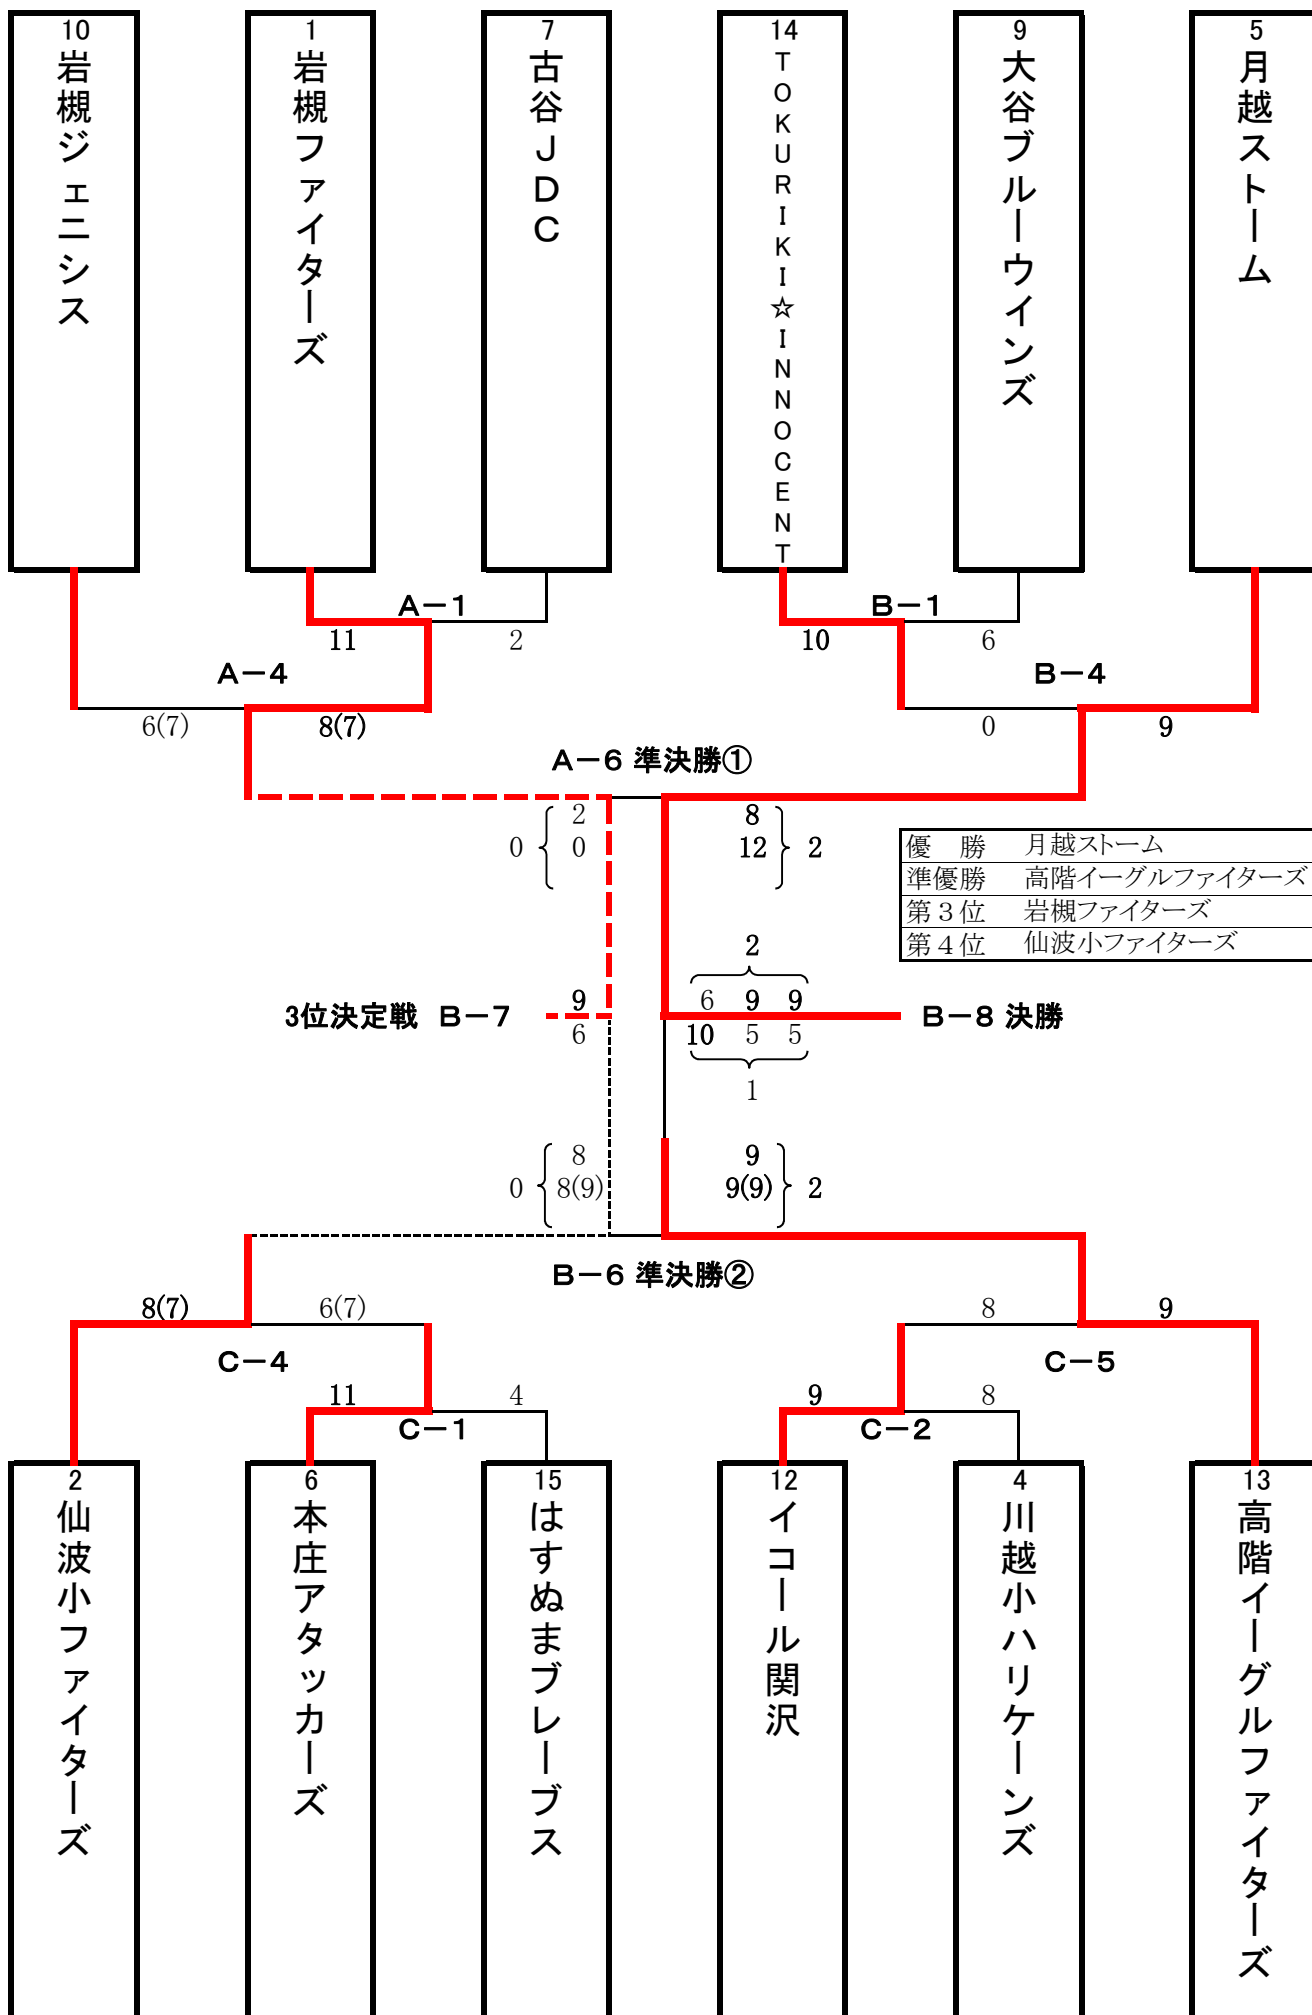 10
岩槻ジェニシス
1
岩槻ファイターズ
7
古谷JDC
14
TOKURIKI☆INNOCENT
9
大谷ブルーウインズ
5
月越ストーム
A-1
11
2
B-1
10
6
A-4
6(7)
8(7)
B-4
0
9
A-6 準決勝①
2
0
0
8
12
2
優　勝　月越ストーム
準優勝　高階イーグルファイターズ
第３位　岩槻ファイターズ
第４位　仙波小ファイターズ
2
6 9 9
3位決定戦 B-7
9
6
B-8 決勝
10 5 5
1
8
0
8(9)
9
9(9)
2
B-6 準決勝②
8(7)
6(7)
8
9
C-4
C-5
11
4
C-1
9
8
C-2
2
仙波小ファイターズ
6
本庄アタッカーズ
15
はすぬまブレーブス
12
イコール関沢
4
川越小ハリケーンズ
13
高階イーグルファイターズ